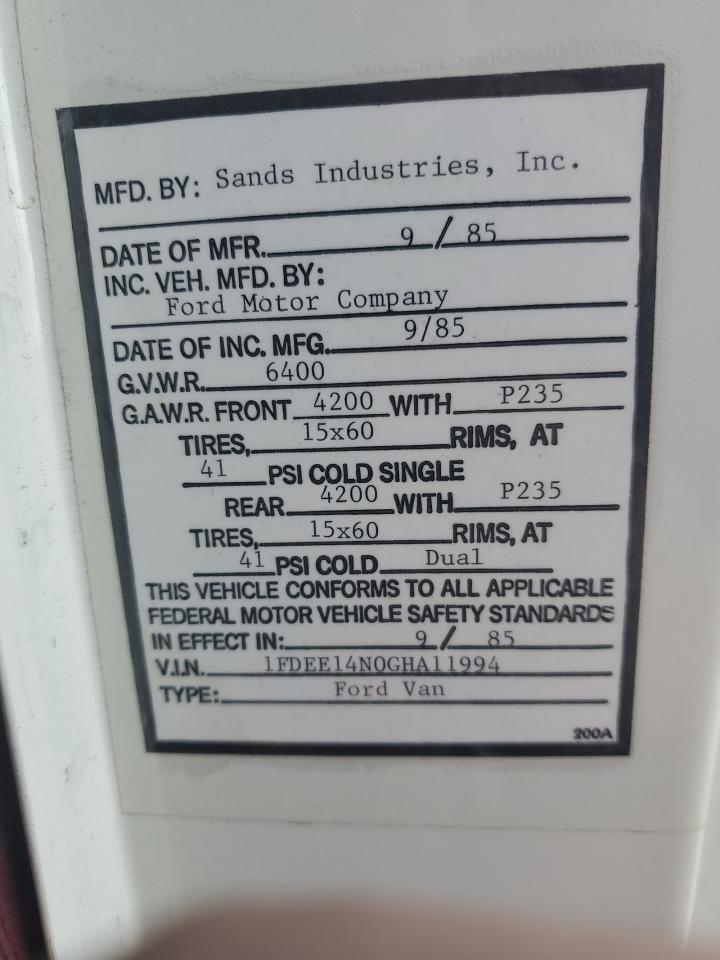 MFD. BY: Sands Industries, Inc.
DATE OF MFR. 9 / 85
INC. VEH. MFD. BY:
Ford Motor Company
DATE OF INC. MFG. 9/85
G.V.W.R. 6400
G.A.W.R. FRONT 4200 WITH P235
TIRES, 15x60 RIMS, AT
41 PSI COLD SINGLE
REAR 4200 WITH P235
TIRES, 15x60 RIMS, AT
41 PSI COLD Dual
THIS VEHICLE CONFORMS TO ALL APPLICABLE
FEDERAL MOTOR VEHICLE SAFETY STANDARDS
IN EFFECT IN: 9 / 85
V.I.N. 1FDEE14N0GHA11994
TYPE: Ford Van
200A